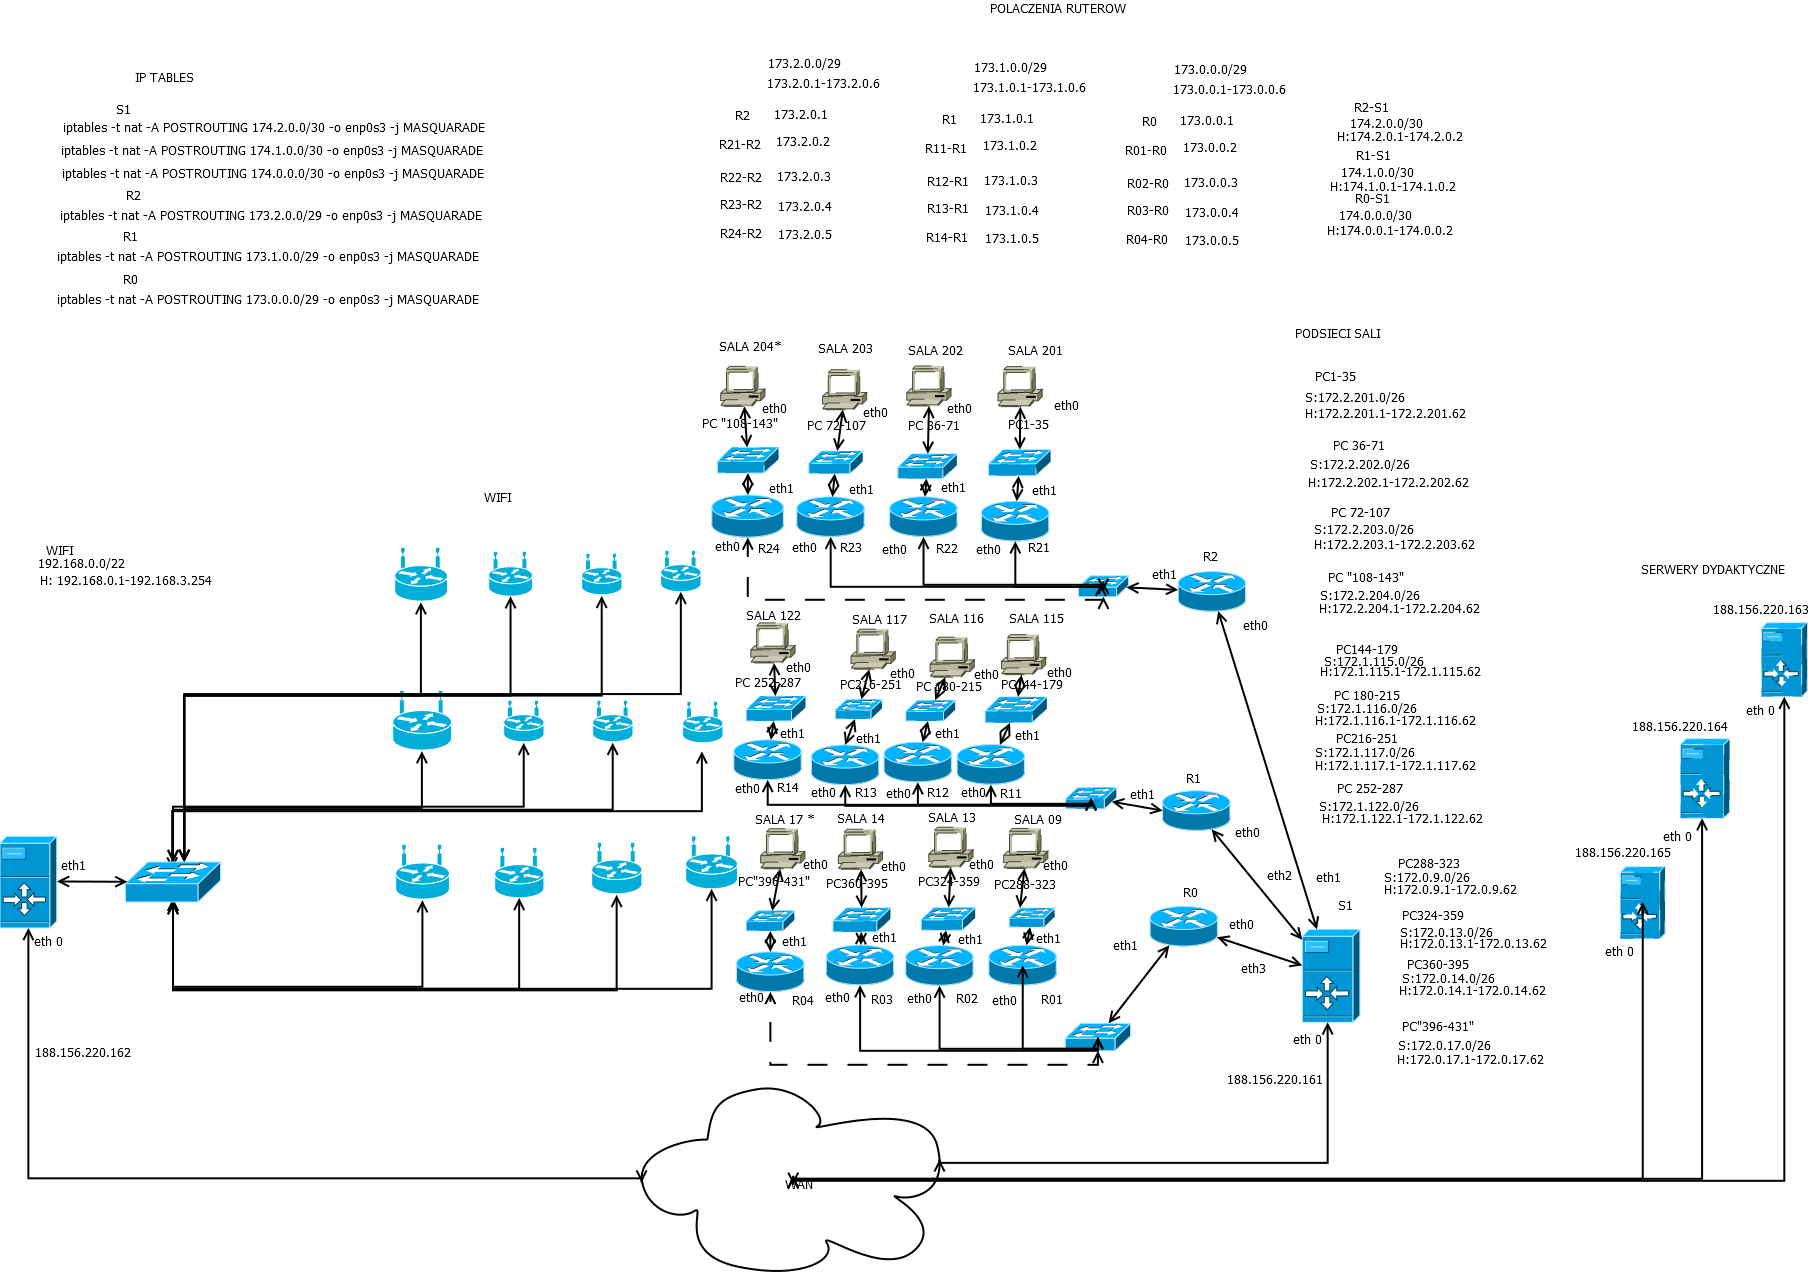 POLACZENIA RUTEROW
IP TABLES
S1
iptables -t nat -A POSTROUTING 174.2.0.0/30 -o enp0s3 -j MASQUARADE
iptables -t nat -A POSTROUTING 174.1.0.0/30 -o enp0s3 -j MASQUARADE
iptables -t nat -A POSTROUTING 174.0.0.0/30 -o enp0s3 -j MASQUARADE
R2
iptables -t nat -A POSTROUTING 173.2.0.0/29 -o enp0s3 -j MASQUARADE
R1
iptables -t nat -A POSTROUTING 173.1.0.0/29 -o enp0s3 -j MASQUARADE
R0
iptables -t nat -A POSTROUTING 173.0.0.0/29 -o enp0s3 -j MASQUARADE
173.2.0.0/29
173.2.0.1-173.2.0.6
R2 173.2.0.1
R21-R2 173.2.0.2
R22-R2 173.2.0.3
R23-R2 173.2.0.4
R24-R2 173.2.0.5
173.1.0.0/29
173.1.0.1-173.1.0.6
R1 173.1.0.1
R11-R1 173.1.0.2
R12-R1 173.1.0.3
R13-R1 173.1.0.4
R14-R1 173.1.0.5
173.0.0.0/29
173.0.0.1-173.0.0.6
R0 173.0.0.1
R01-R0 173.0.0.2
R02-R0 173.0.0.3
R03-R0 173.0.0.4
R04-R0 173.0.0.5
R2-S1
174.2.0.0/30
H:174.2.0.1-174.2.0.2
R1-S1
174.1.0.0/30
H:174.1.0.1-174.1.0.2
R0-S1
174.0.0.0/30
H:174.0.0.1-174.0.0.2
WIFI
WIFI
192.168.0.0/22
H: 192.168.0.1-192.168.3.254
eth1
eth 0
188.156.220.162
SALA 204* SALA 203 SALA 202 SALA 201
eth0 eth0 eth0 eth0
PC "108-143" PC 72-107 PC 36-71 PC1-35
eth1 eth1 eth1 eth1
eth0 R24 eth0 R23 eth0 R22 eth0 R21
eth1
R2
eth0
SALA 122 SALA 117 SALA 116 SALA 115
eth0 eth0 eth0 eth0
PC 252-287 PC216-251 PC 180-215 PC144-179
eth1 eth1 eth1 eth1
eth0 R14 eth0 R13 eth0 R12 eth0 R11
eth1
R1
eth0
SALA 17 * SALA 14 SALA 13 SALA 09
eth0 eth0 eth0 eth0
PC"396-431" PC360-395 PC324-359 PC288-323
eth1 eth1 eth1 eth1
eth0 R04 eth0 R03 eth0 R02 eth0 R01
eth1
R0
eth0
eth2
eth1
S1
eth3
eth 0
188.156.220.161
WAN
PODSIECI SALI
PC1-35
S:172.2.201.0/26
H:172.2.201.1-172.2.201.62
PC 36-71
S:172.2.202.0/26
H:172.2.202.1-172.2.202.62
PC 72-107
S:172.2.203.0/26
H:172.2.203.1-172.2.203.62
PC "108-143"
S:172.2.204.0/26
H:172.2.204.1-172.2.204.62
PC144-179
S:172.1.115.0/26
H:172.1.115.1-172.1.115.62
PC 180-215
S:172.1.116.0/26
H:172.1.116.1-172.1.116.62
PC216-251
S:172.1.117.0/26
H:172.1.117.1-172.1.117.62
PC 252-287
S:172.1.122.0/26
H:172.1.122.1-172.1.122.62
PC288-323
S:172.0.9.0/26
H:172.0.9.1-172.0.9.62
PC324-359
S:172.0.13.0/26
H:172.0.13.1-172.0.13.62
PC360-395
S:172.0.14.0/26
H:172.0.14.1-172.0.14.62
PC"396-431"
S:172.0.17.0/26
H:172.0.17.1-172.0.17.62
SERWERY DYDAKTYCZNE
188.156.220.163
eth 0
188.156.220.164
eth 0
188.156.220.165
eth 0